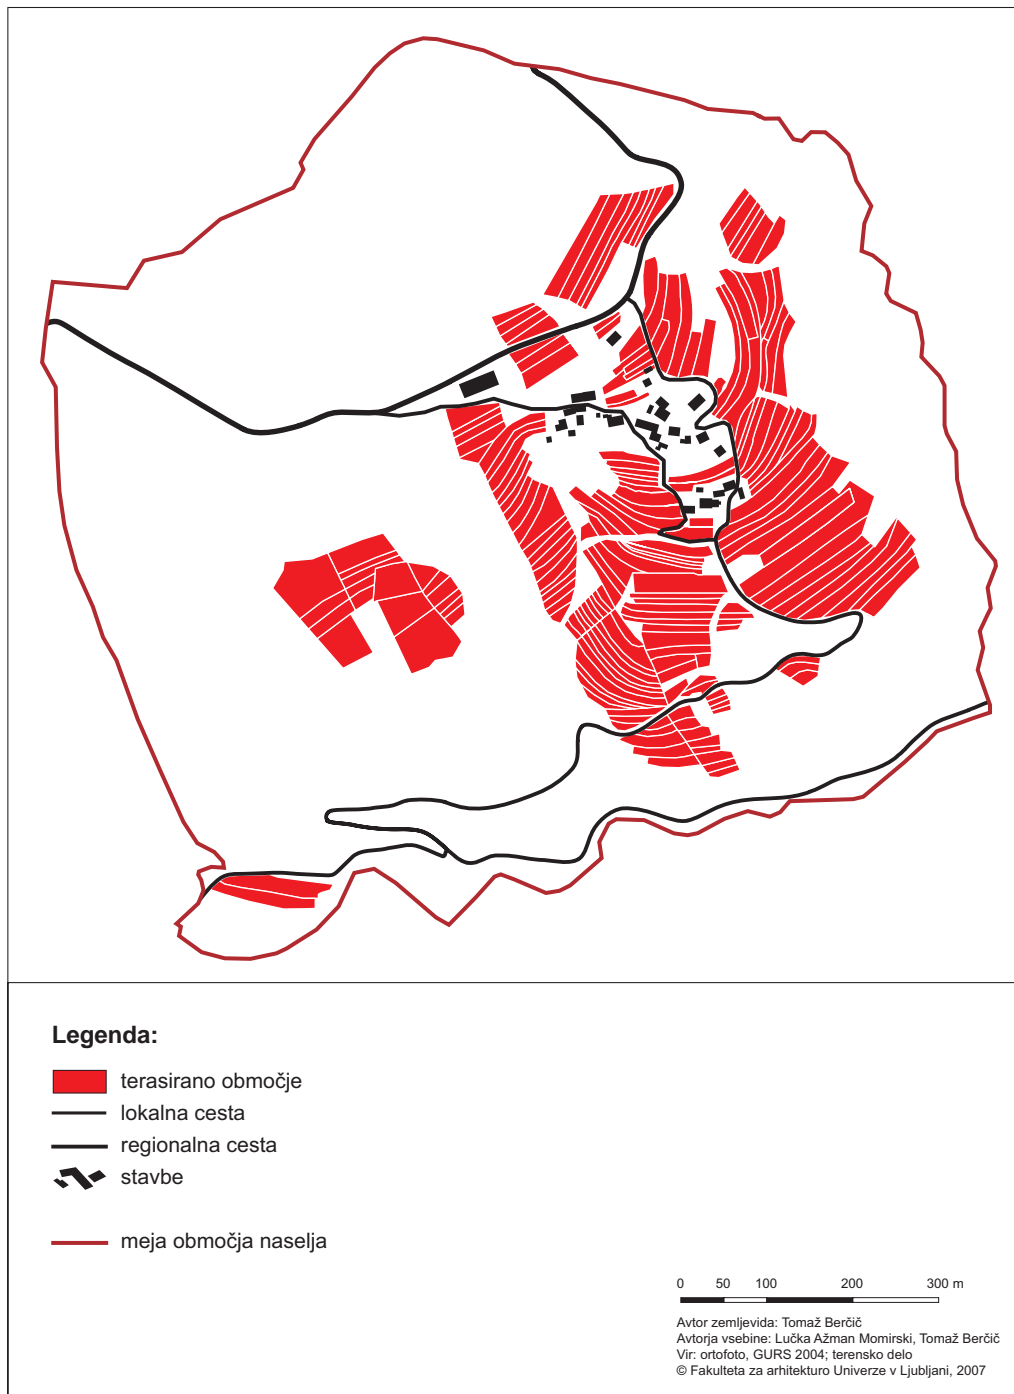 Legenda:
terasirano območje
lokalna cesta
regionalna cesta
stavbe
meja območja naselja
0 50 100 200 300 m
Avtor zemljevida: Tomaž Berčič
Avtorja vsebine: Lučka Ažman Momirski, Tomaž Berčič
Vir: ortofoto, GURS 2004; terensko delo
© Fakulteta za arhitekturo Univerze v Ljubljani, 2007